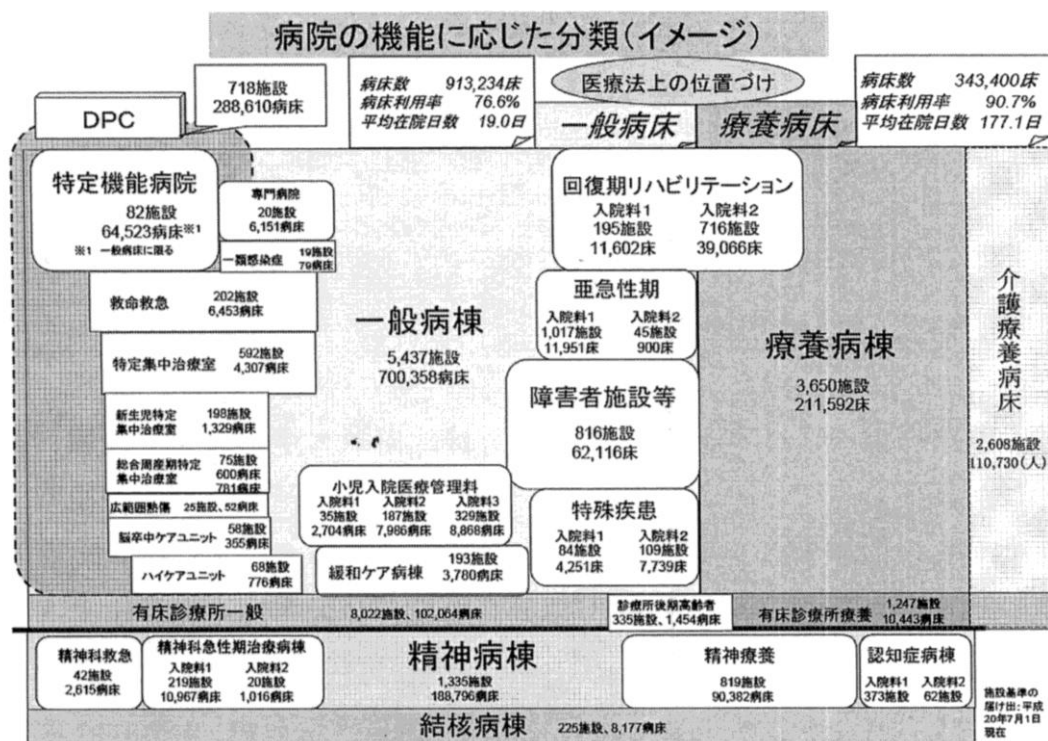 病院の機能に応じた分類(イメージ)
718施設
288,610病床
DPC
病床数 913,234床
病床利用率 76.6%
平均在院日数 19.0日
医療法上の位置づけ
一般病床
療養病床
病床数 343,400床
病床利用率 90.7%
平均在院日数 177.1日
特定機能病院
82施設
64,523病床※1
※1 一般病床に限る
専門病院
20施設
6,151病床
一類感染症 19施設
79病床
救命救急 202施設
6,453病床
特定集中治療室 592施設
4,307病床
新生児特定
集中治療室
198施設
1,329病床
総合周産期特定
集中治療室
75施設
600病床
781病床
広範囲熱傷 25施設、52病床
脳卒中ケアユニット 58施設
355病床
ハイケアユニット 68施設
776病床
一般病棟
5,437施設
700,358病床
小児入院医療管理料
入院料1 入院料2 入院料3
35施設 187施設 329施設
2,704病床 7,986病床 8,868病床
緩和ケア病棟 193施設
3,780病床
回復期リハビリテーション
入院料1 入院料2
195施設 716施設
11,602床 39,066床
亜急性期
入院料1 入院料2
1,017施設 45施設
11,951床 900床
障害者施設等
816施設
62,116床
特殊疾患
入院料1 入院料2
84施設 109施設
4,251床 7,739床
療養病棟
3,650施設
211,592床
介護療養病床
2,608施設
110,730(人)
有床診療所一般 8,022施設、102,064病床
診療所後期高齢者
335施設、1,454病床
有床診療所療養 1,247施設
10,443病床
精神科救急
42施設
2,615病床
精神科急性期治療病棟
入院料1 入院料2
219施設 20施設
10,967病床 1,016病床
精神病棟
1,335施設
188,796病床
精神療養
819施設
90,382病床
認知症病棟
入院料1 入院料2
373施設 62施設
結核病棟 225施設、8,177病床
施設基準の
届け出:平成
20年7月1日
現在